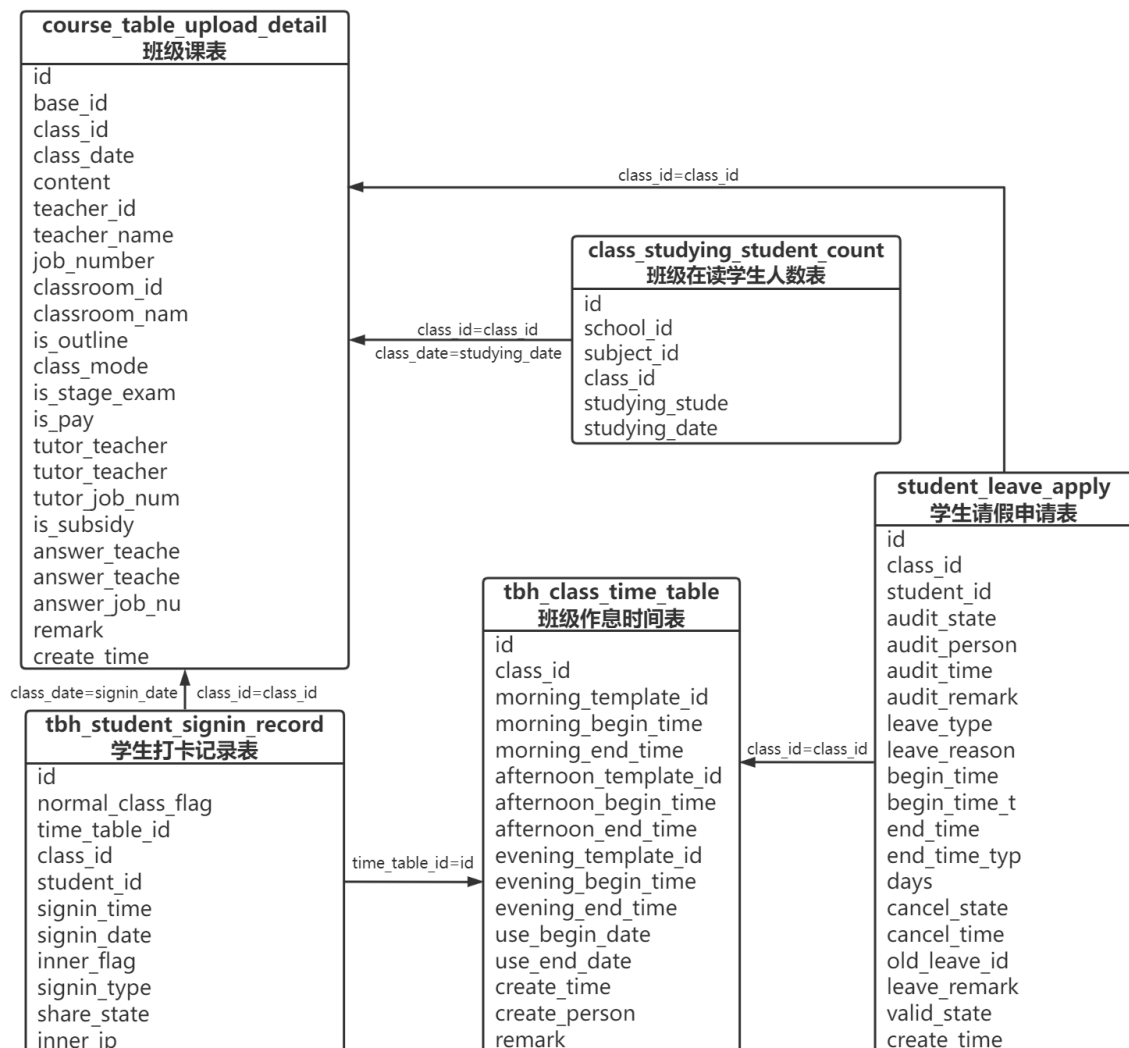 course_table_upload_detail
班级课表
id
base_id
class_id
class_date
content
teacher_id
teacher_name
job_number
classroom_id
classroom_nam
is_outline
class_mode
is_stage_exam
is_pay
tutor_teacher
tutor_teacher
tutor_job_num
is_subsidy
answer_teache
answer_teache
answer_job_nu
remark
create_time
class_id=class_id
class_id=class_id
class_date=studying_date
class_studying_student_count
班级在读学生人数表
id
school_id
subject_id
class_id
studying_stude
studying_date
class_date=signin_date
class_id=class_id
tbh_student_signin_record
学生打卡记录表
id
normal_class_flag
time_table_id
class_id
student_id
signin_time
signin_date
inner_flag
signin_type
share_state
inner_ip
time_table_id=id
tbh_class_time_table
班级作息时间表
id
class_id
morning_template_id
morning_begin_time
morning_end_time
afternoon_template_id
afternoon_begin_time
afternoon_end_time
evening_template_id
evening_begin_time
evening_end_time
use_begin_date
use_end_date
create_time
create_person
remark
class_id=class_id
student_leave_apply
学生请假申请表
id
class_id
student_id
audit_state
audit_person
audit_time
audit_remark
leave_type
leave_reason
begin_time
begin_time_t
end_time
end_time_typ
days
cancel_state
cancel_time
old_leave_id
leave_remark
valid_state
create_time